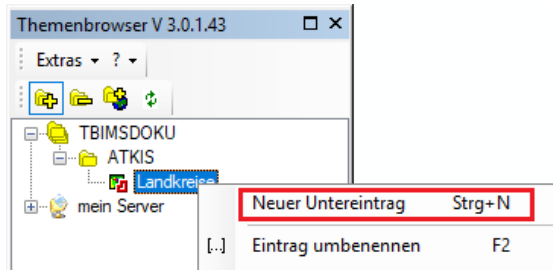 Themenbrowser V 3.0.1.43
Extras ?
TBIMSDOKU
ATKIS
Landkreise
mein Server
Neuer Untereintrag Strg+N
[...] Eintrag umbenennen F2